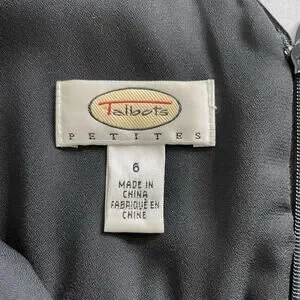 Talbots
PETITES
6
MADE IN
CHINA
FABRIQUÉ EN
CHINE